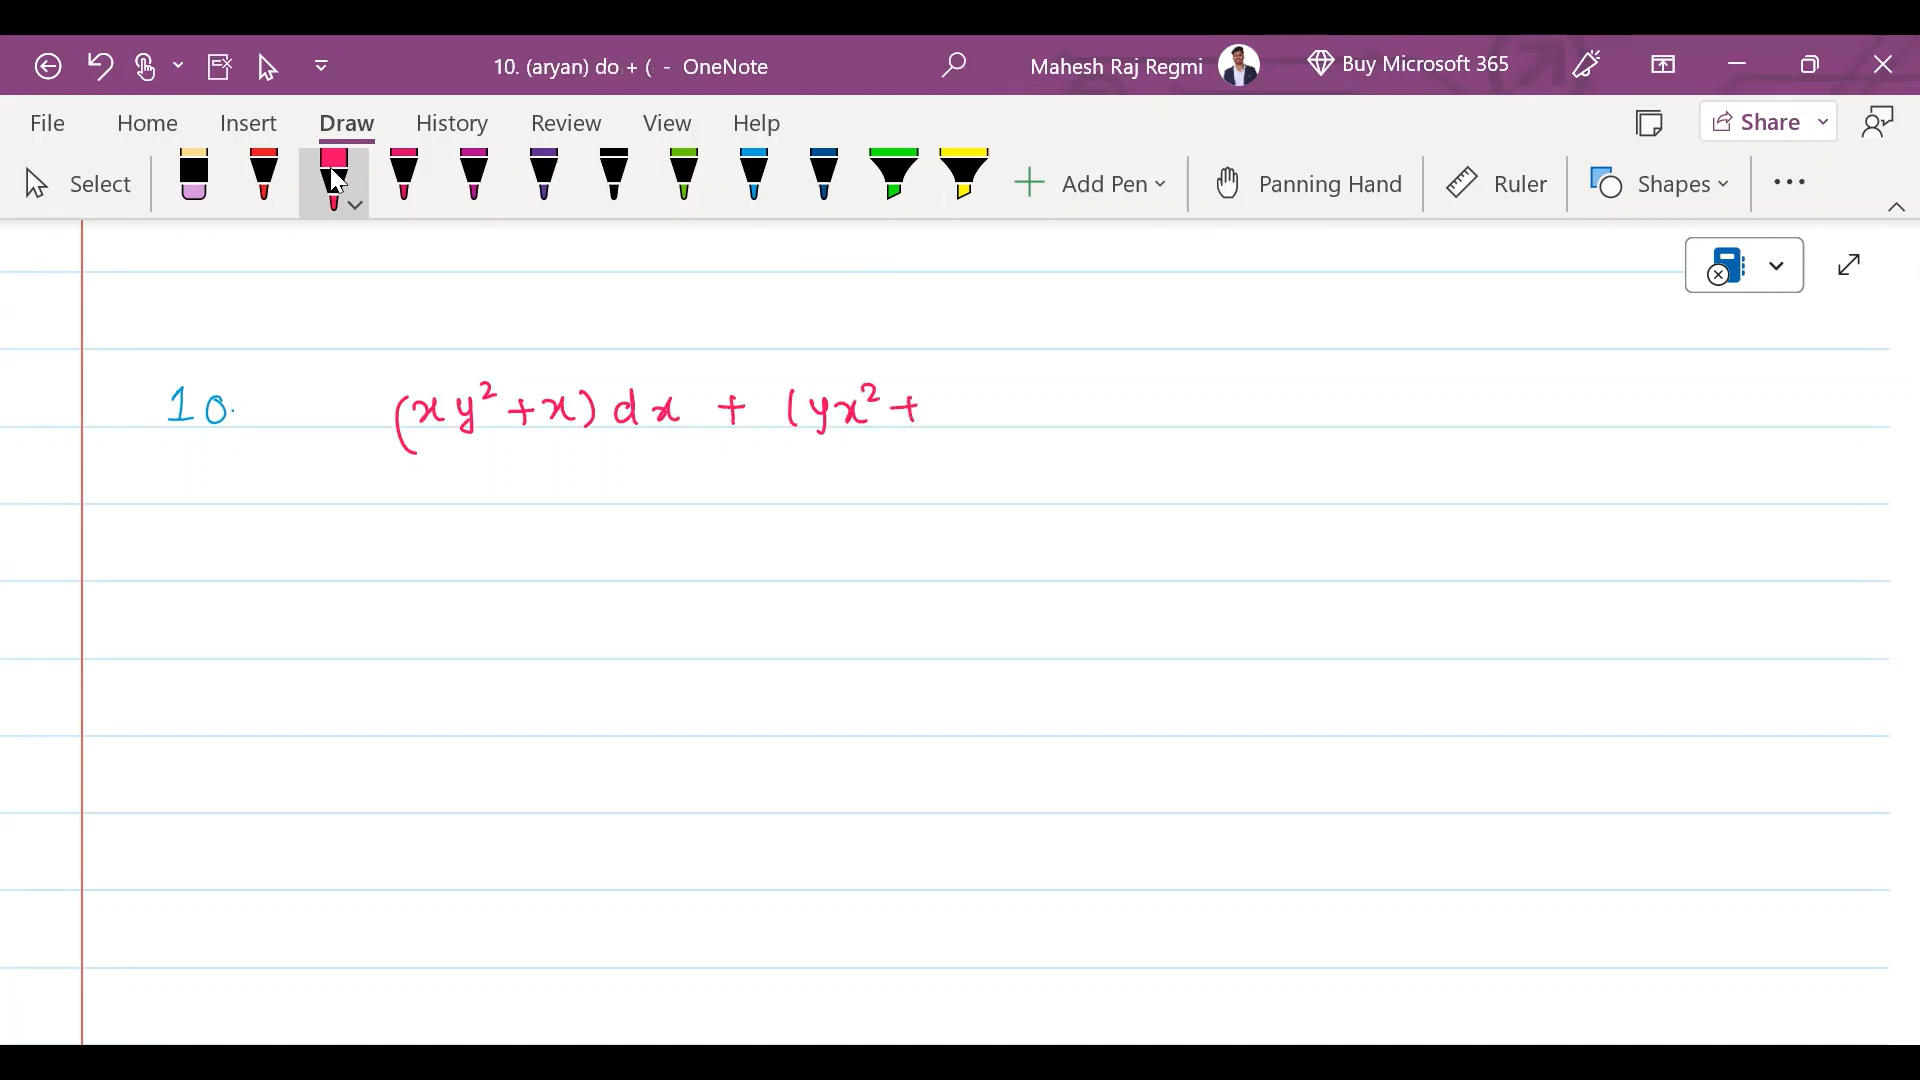 10. (aryan) do + ( - OneNote
Mahesh Raj Regmi
Buy Microsoft 365
File Home Insert Draw History Review View Help
Share
Select
Add Pen
Panning Hand
Ruler
Shapes
10. (xy²+x) dx + (yx²+